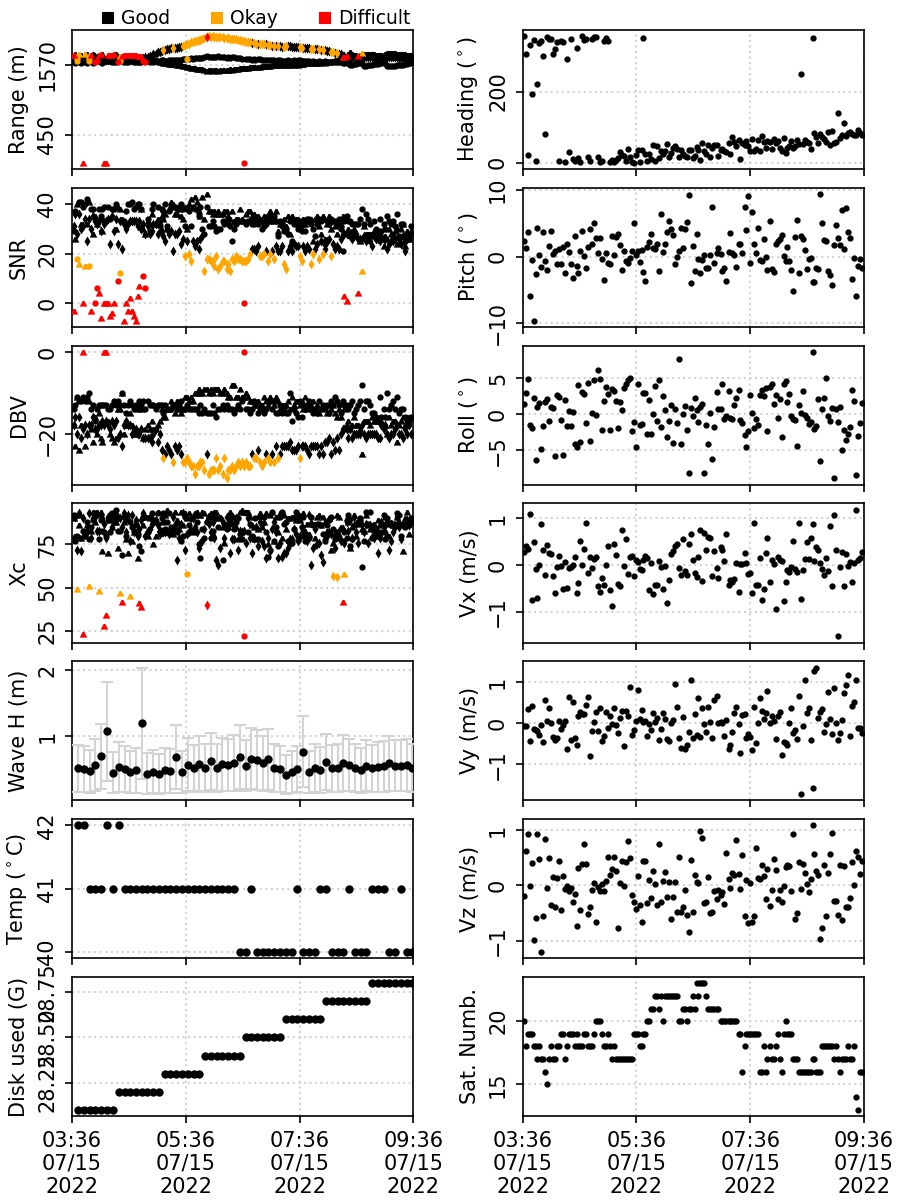 Good Okay Difficult
Range (m)
1570
450
Heading ( ° )
200
0
SNR
40
20
0
Pitch ( ° )
10
0
−10
DBV
0
−20
Roll ( ° )
5
0
−5
Xc
75
50
25
Vx (m/s)
1
0
−1
Wave H (m)
2
1
Vy (m/s)
1
0
−1
Temp ( ° C)
42
41
40
Vz (m/s)
1
0
−1
Disk used (G)
28.75
28.50
28.25
Sat. Numb.
20
15
03:36 05:36 07:36 09:36
07/15 07/15 07/15 07/15
2022 2022 2022 2022
03:36 05:36 07:36 09:36
07/15 07/15 07/15 07/15
2022 2022 2022 2022